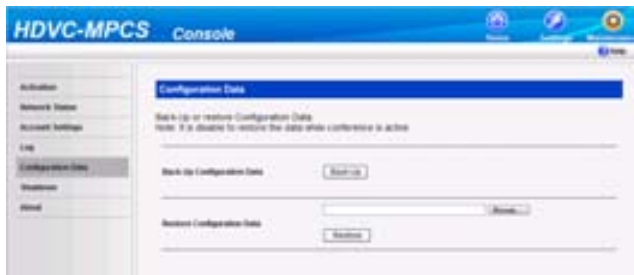 HDVC-MPCS Console
Home Settings Maintenance
Help
Activation
Network Status
Account Settings
Log
Configuration Data
Shutdown
About
Configuration Data
Back-Up or restore Configuration Data
Note: It is disable to restore the data while conference is active
Back-Up Configuration Data
Back-Up
Browse...
Restore Configuration Data
Restore